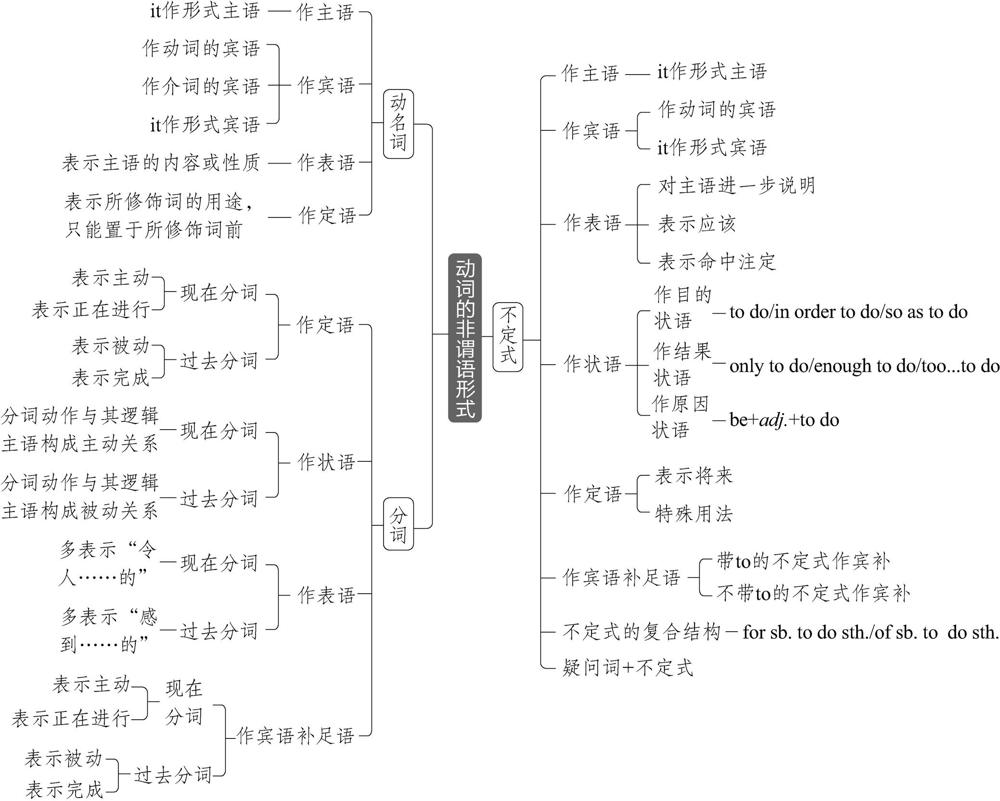 动词的非谓语形式
动名词
作主语
it作形式主语
作宾语
作动词的宾语
作介词的宾语
it作形式宾语
作表语
表示主语的内容或性质
作定语
表示所修饰词的用途，
只能置于所修饰词前
分词
作定语
现在分词
表示主动
表示正在进行
过去分词
表示被动
表示完成
作状语
现在分词
分词动作与其逻辑
主语构成主动关系
过去分词
分词动作与其逻辑
主语构成被动关系
作表语
现在分词
多表示“令
人……的”
过去分词
多表示“感
到……的”
作宾语补足语
现在
分词
表示主动
表示正在进行
过去分词
表示被动
表示完成
不定式
作主语
it作形式主语
作宾语
作动词的宾语
it作形式宾语
作表语
对主语进一步说明
表示应该
表示命中注定
作状语
作目的
状语
to do/in order to do/so as to do
作结果
状语
only to do/enough to do/too...to do
作原因
状语
be+adj.+to do
作定语
表示将来
特殊用法
作宾语补足语
带to的不定式作宾补
不带to的不定式作宾补
不定式的复合结构
for sb. to do sth./of sb. to do sth.
疑问词+不定式